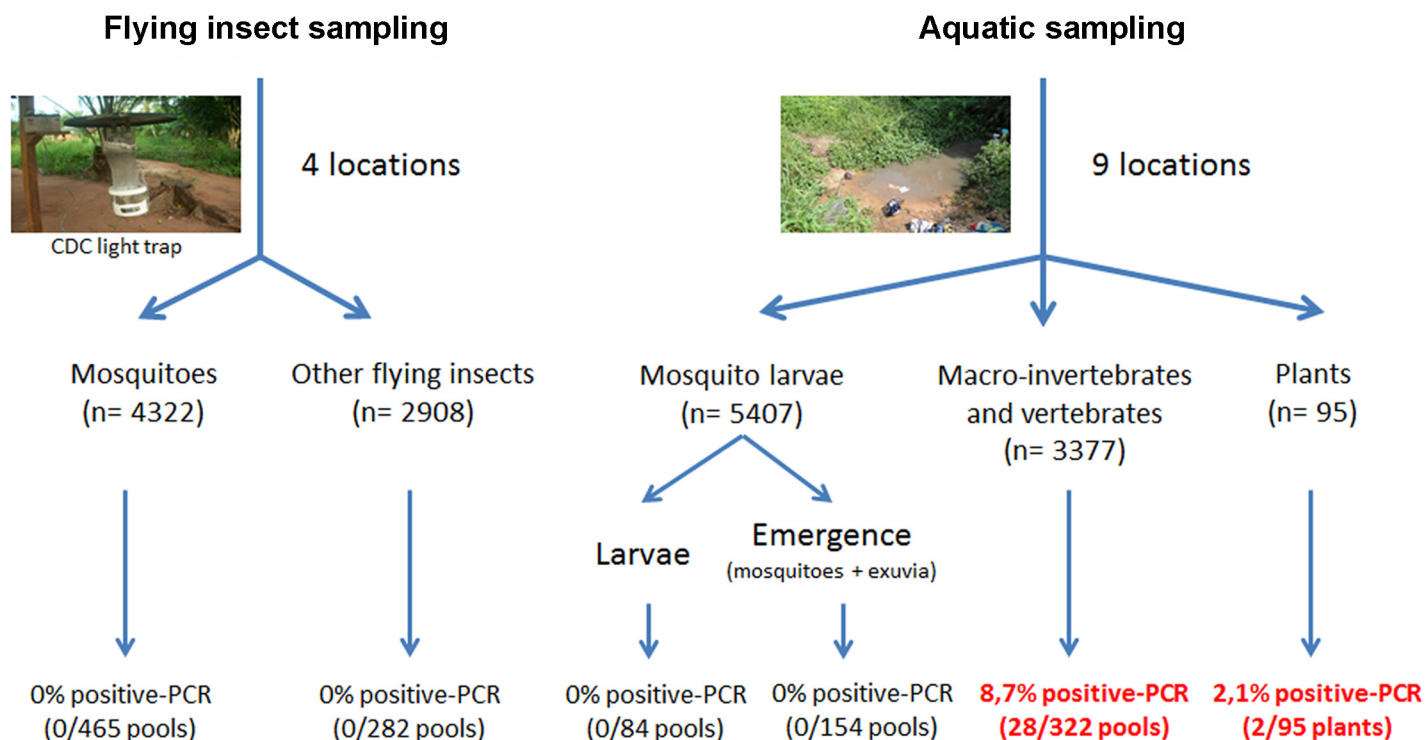 Flying insect sampling
Aquatic sampling
4 locations
9 locations
CDC light trap
Mosquitoes
(n= 4322)
Other flying insects
(n= 2908)
Mosquito larvae
(n= 5407)
Macro-invertebrates
and vertebrates
(n= 3377)
Plants
(n= 95)
Larvae
Emergence
(mosquitoes + exuvia)
0% positive-PCR
(0/465 pools)
0% positive-PCR
(0/282 pools)
0% positive-PCR
(0/84 pools)
0% positive-PCR
(0/154 pools)
8,7% positive-PCR
(28/322 pools)
2,1% positive-PCR
(2/95 plants)